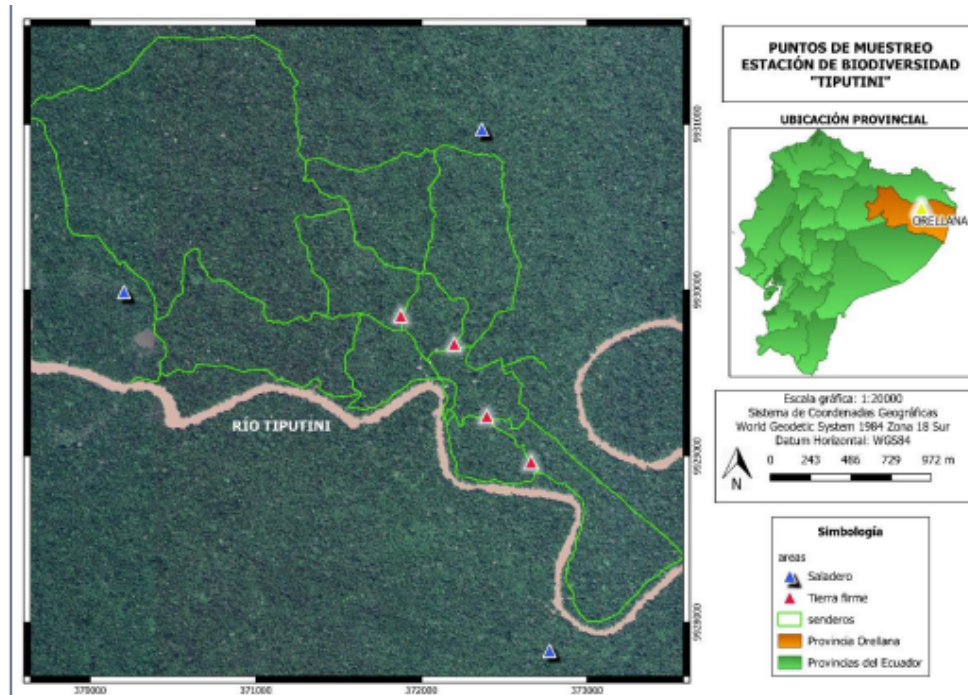 PUNTOS DE MUESTREO
ESTACIÓN DE BIODIVERSIDAD
"TIPUTINI"
UBICACIÓN PROVINCIAL
ORELLANA
9931000
9930000
9929000
9928000
RÍO TIPUTINI
370000
371000
372000
373000
Escala gráfica: 1:20000
Sistema de Coordenadas Geográficas
World Geodetic System 1984 Zona 18 Sur
Datum Horizontal: WGS84
0 243 486 729 972 m
N
Simbología
areas
Saladero
Tierra firme
senderos
Provincia Orellana
Provincias del Ecuador